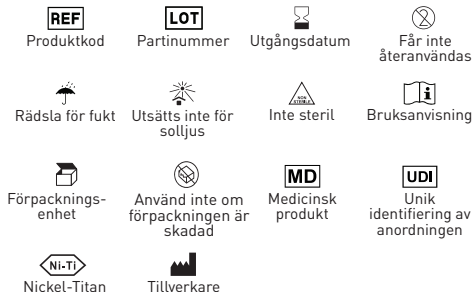 REF LOT
Produktkod Partinummer Utgångsdatum Får inte
återanvändas
NON
STERILE
Rädsla för fukt Utsätts inte för
solljus Inte steril Bruksanvisning
MD UDI
Förpacknings-
enhet Använd inte om
förpackningen är
skadad Medicinsk
produkt Unik
identifiering av
anordningen
Ni-Ti
Nickel-Titan Tillverkare